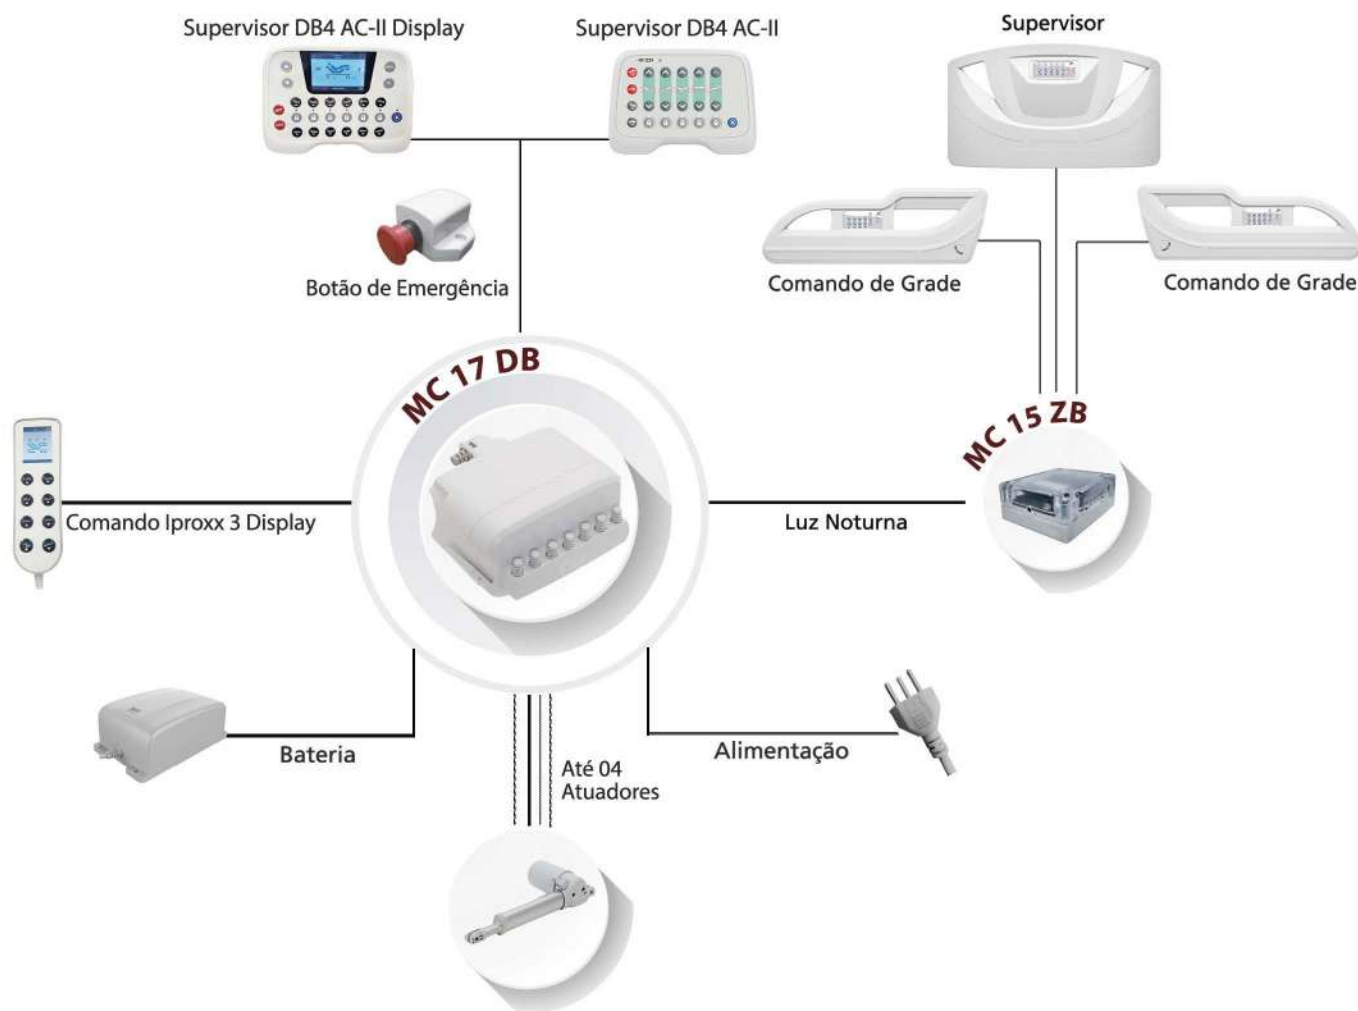 Supervisor DB4 AC-II Display
Supervisor DB4 AC-II
Supervisor
Botão de Emergência
Comando de Grade
Comando de Grade
MC 17 DB
MC 15 ZB
Comando Iproxx 3 Display
Luz Noturna
Bateria
Até 04
Atuadores
Alimentação